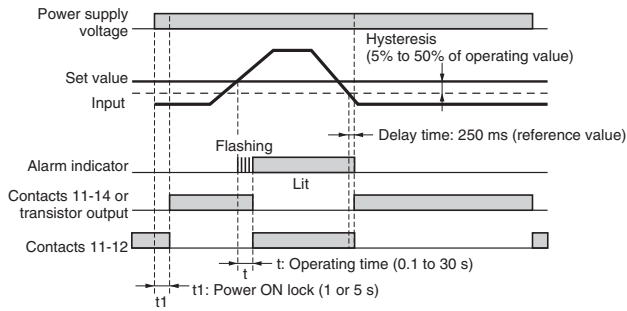 Power supply
voltage
Hysteresis
(5% to 50% of operating value)
Set value
Input
Delay time: 250 ms (reference value)
Flashing
Alarm indicator
Lit
Contacts 11-14 or
transistor output
Contacts 11-12
t
t: Operating time (0.1 to 30 s)
t1
t1: Power ON lock (1 or 5 s)